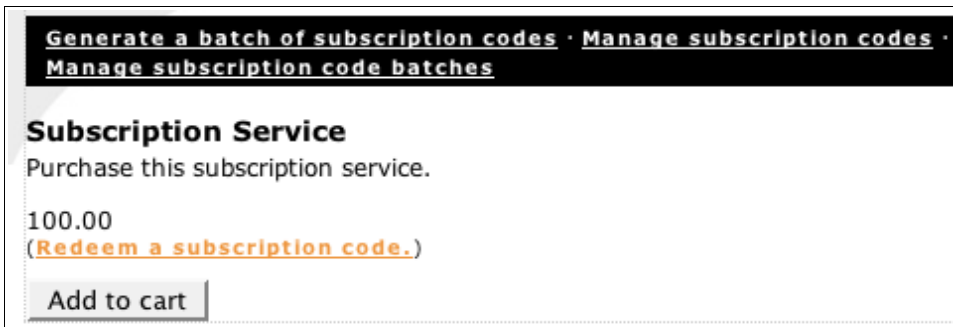 Generate a batch of subscription codes · Manage subscription codes ·
Manage subscription code batches
Subscription Service
Purchase this subscription service.
100.00
(Redeem a subscription code.)
Add to cart